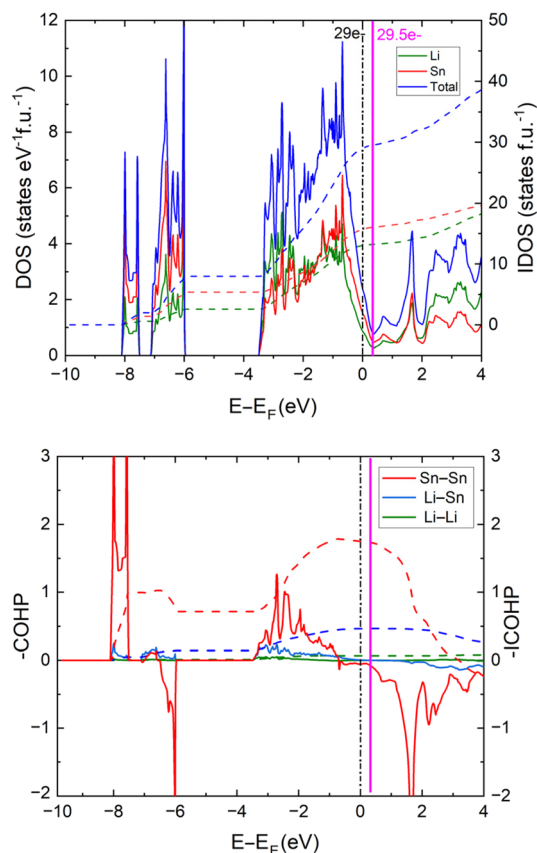 29e- 29.5e-
Li
Sn
Total
DOS (states eV⁻¹f.u.⁻¹)
12
10
8
6
4
2
0
IDOS (states f.u.⁻¹)
50
40
30
20
10
0
−10 −8 −6 −4 −2 0 2 4
E−E_F(eV)
Sn−Sn
Li−Sn
Li−Li
-COHP
3
2
1
0
−1
−2
-ICOHP
3
2
1
0
-1
-2
−10 −8 −6 −4 −2 0 2 4
E−E_F(eV)